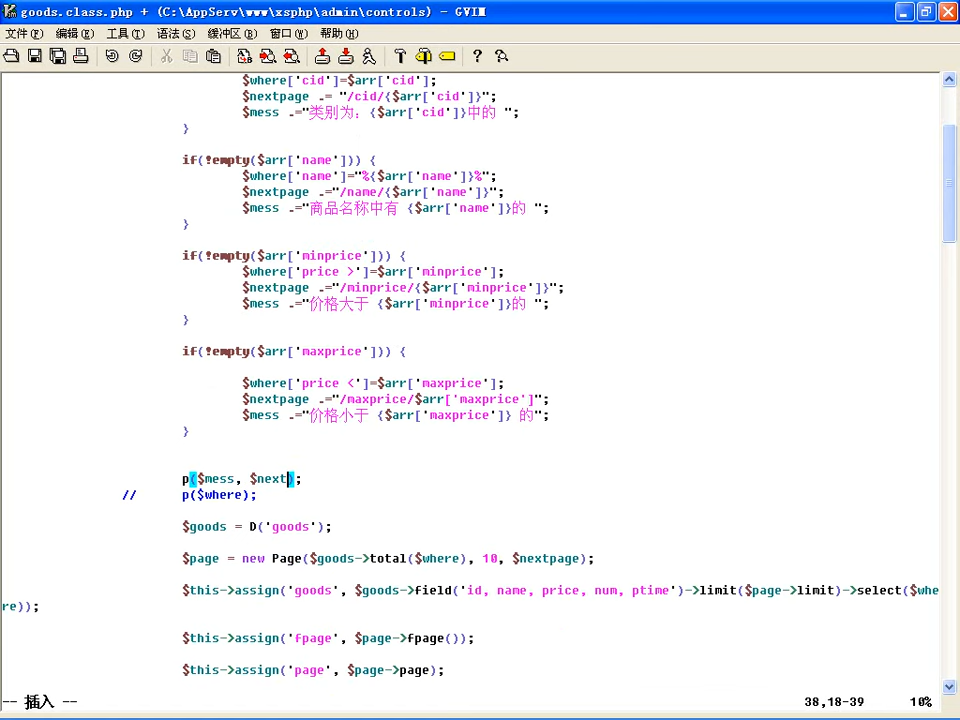 goods.class.php + (C:\AppServ\www\xsphp\admin\controls) - GVIM
文件(F) 编辑(E) 工具(T) 语法(S) 缓冲区(B) 窗口(W) 帮助(H)
$where['cid']=$arr['cid'];
$nextpage .= "/cid/{$arr['cid']}";
$mess .="类别为：{$arr['cid']}中的 ";
}
if(!empty($arr['name'])) {
$where['name']="%{$arr['name']}%";
$nextpage .="/name/{$arr['name']}";
$mess .="商品名称中有 {$arr['name']}的 ";
}
if(!empty($arr['minprice'])) {
$where['price >']=$arr['minprice'];
$nextpage .="/minprice/{$arr['minprice']}";
$mess .="价格大于 {$arr['minprice']}的 ";
}
if(!empty($arr['maxprice'])) {
$where['price <']=$arr['maxprice'];
$nextpage .="/maxprice/$arr['maxprice']";
$mess .="价格小于 {$arr['maxprice']} 的";
}
p($mess, $next);
// p($where);
$goods = D('goods');
$page = new Page($goods->total($where), 10, $nextpage);
$this->assign('goods', $goods->field('id, name, price, num, ptime')->limit($page->limit)->select($whe
re));
$this->assign('fpage', $page->fpage());
$this->assign('page', $page->page);
-- 插入 -- 38,18-39 10%